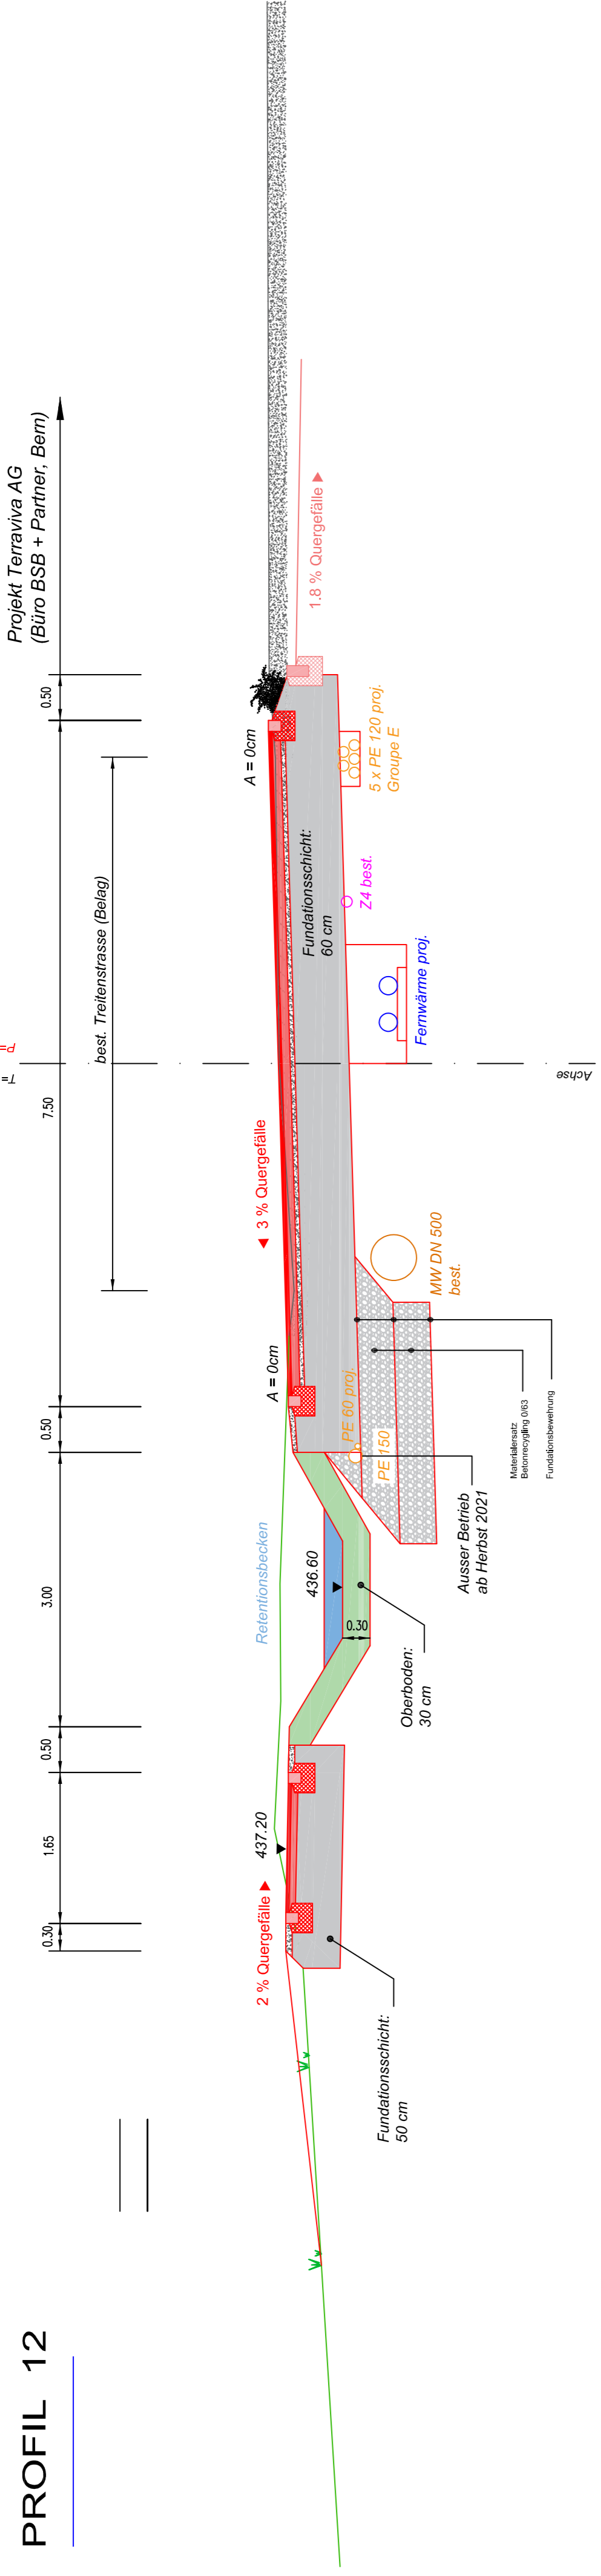 PROFIL 12
Projekt Terraviva AG
(Büro BSB + Partner, Bern)
0.30
1.65
0.50
3.00
0.50
7.50
0.50
best. Treitenstrasse (Belag)
T=
P=
2 % Quergefälle
437.20
Retentionsbecken
A = 0cm
3 % Quergefälle
A = 0cm
1.8 % Quergefälle
436.60
0.30
Fundationsschicht:
60 cm
PE 60 proj.
PE 150
MW DN 500
best.
Fernwärme proj.
Z4 best.
5 x PE 120 proj.
Groupe E
Fundationsschicht:
50 cm
Oberboden:
30 cm
Ausser Betrieb
ab Herbst 2021
Materialersatz
Betonrecygling 0/63
Fundationsbewehrung
Achse